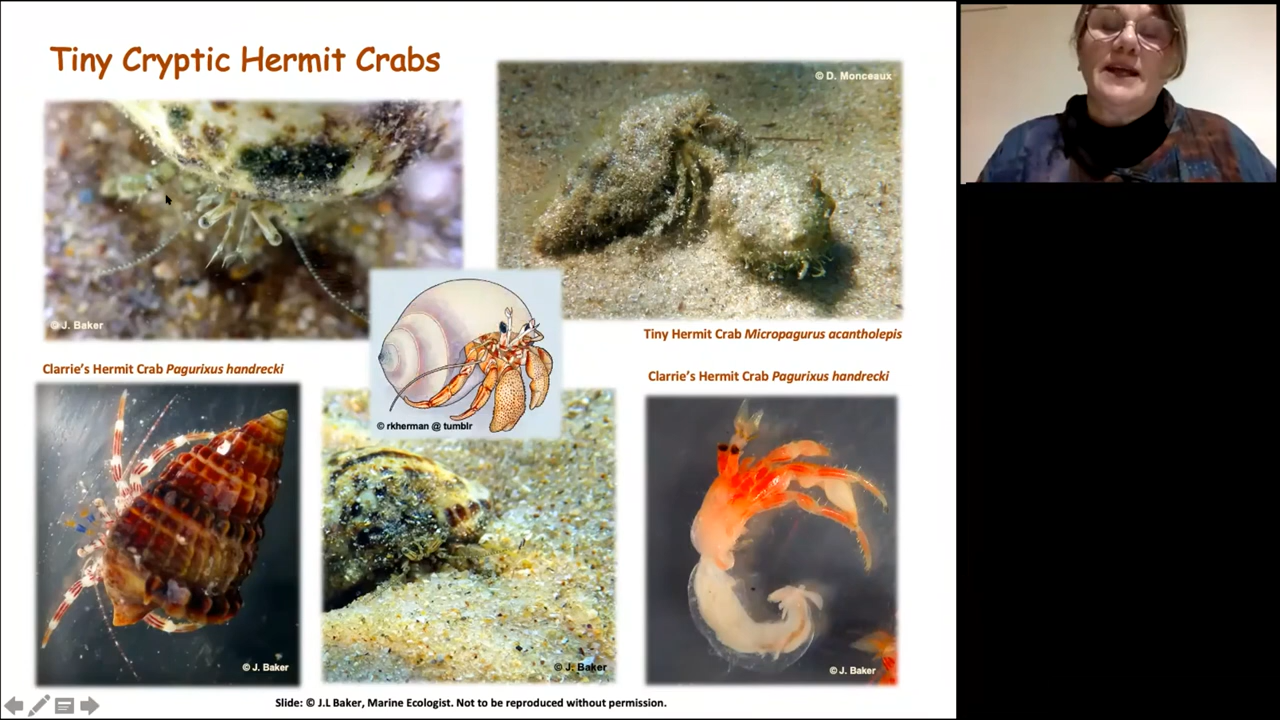 Tiny Cryptic Hermit Crabs
© D. Monceaux
© J. Baker
Tiny Hermit Crab Micropagurus acantholepis
Clarrie's Hermit Crab Pagurixus handrecki
Clarrie's Hermit Crab Pagurixus handrecki
© rkherman @ tumblr
© J. Baker
© J. Baker
© J. Baker
Slide: © J.L Baker, Marine Ecologist. Not to be reproduced without permission.